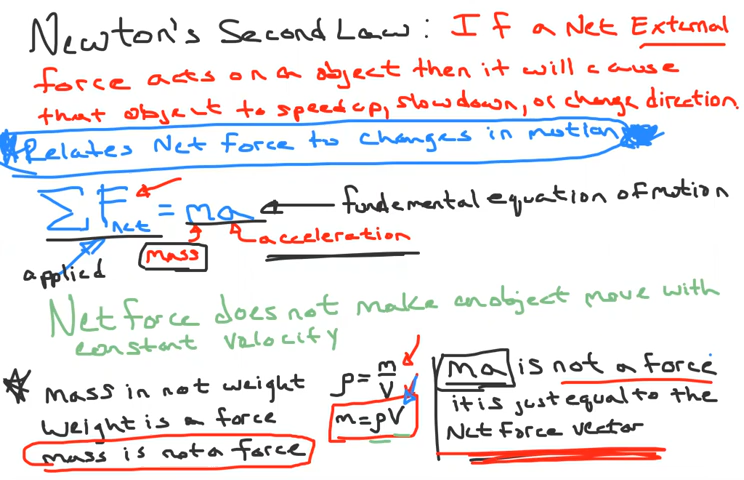 Newton's Second Law: If a Net External
force acts on a object then it will cause
that object to speed up, slow down, or change direction.
Relates Net force to changes in motion
∑ F net = ma ← fundemental equation of motion
mass
acceleration
applied
Net force does not make an object move with
constant velocity
Mass in not weight
Weight is a force
mass is not a force
ρ = m/V
m = ρV
ma is not a force
it is just equal to the
Net force vector